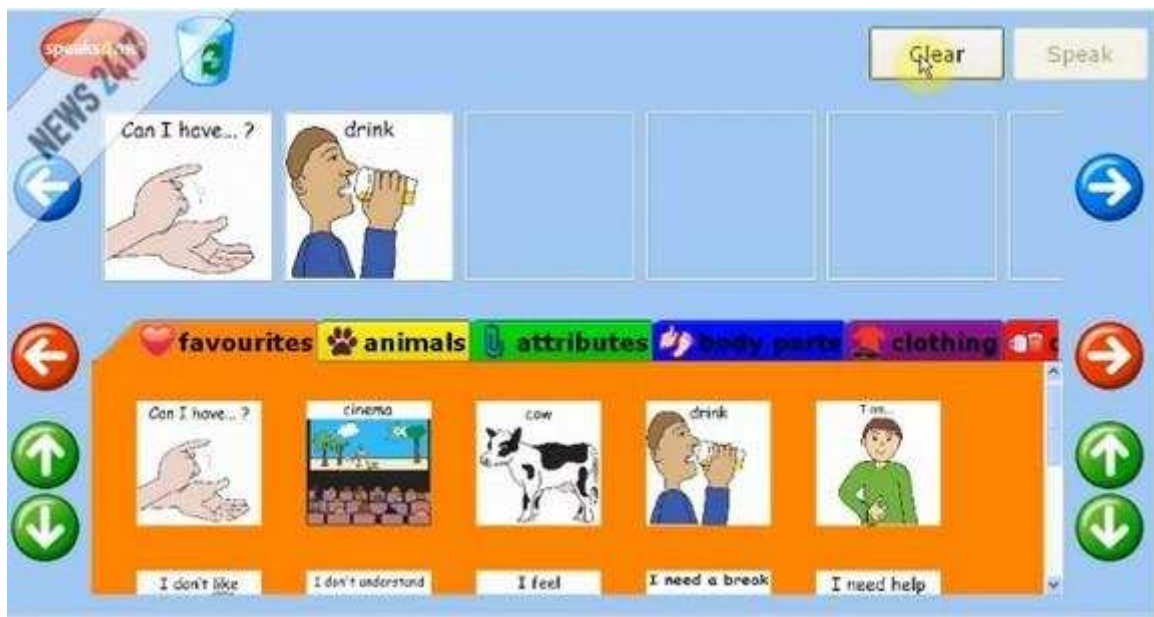 speaks4me
NEWS 24/7
Clear
Speak
Can I have... ?
drink
favourites
animals
attributes
body parts
clothing
Can I have... ?
cinema
cow
drink
I am...
I don't like
I don't understand
I feel
I need a break
I need help